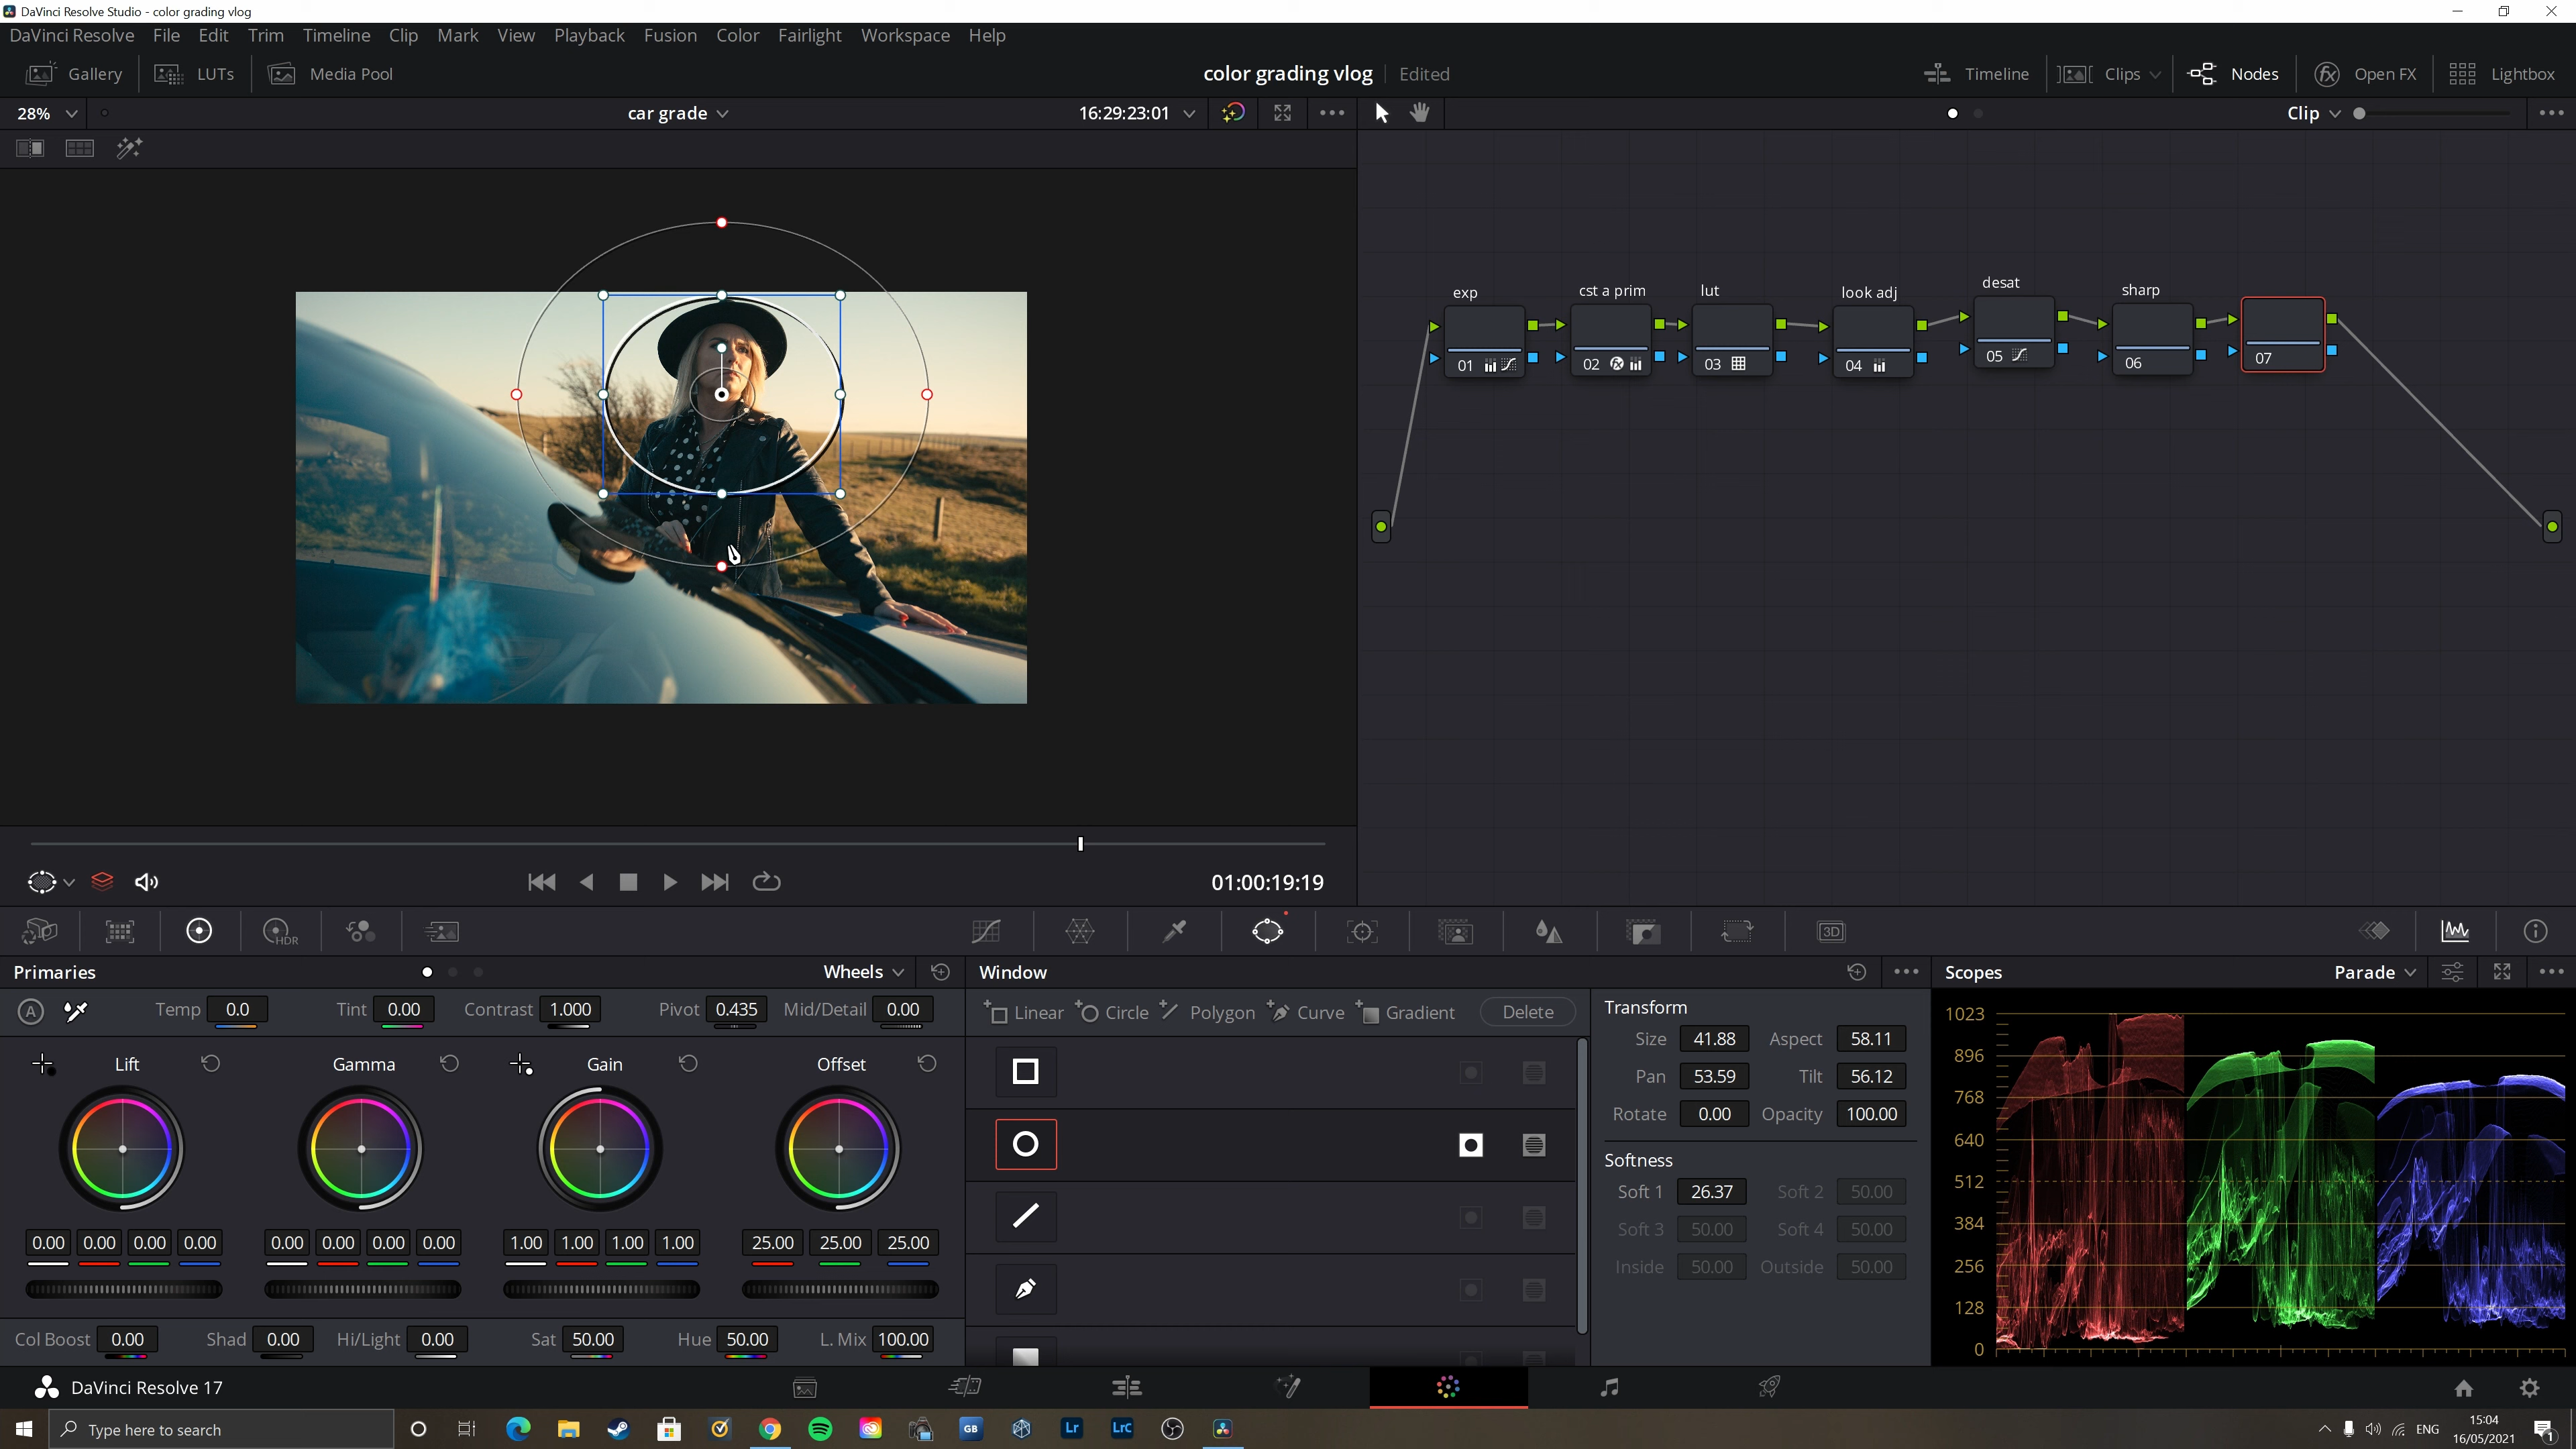 DaVinci Resolve Studio - color grading vlog
DaVinci Resolve File Edit Trim Timeline Clip Mark View Playback Fusion Color Fairlight Workspace Help
Gallery LUTs Media Pool color grading vlog Edited Timeline Clips Nodes Open FX Lightbox
28% car grade 16:29:23:01 Clip
exp cst a prim lut look adj desat sharp
01 02 03 04 05 06 07
01:00:19:19
HDR 3D
Primaries Wheels Window Scopes Parade
A Temp 0.0 Tint 0.00 Contrast 1.000 Pivot 0.435 Mid/Detail 0.00
Linear Circle Polygon Curve Gradient Delete
Lift Gamma Gain Offset
0.00 0.00 0.00 0.00 0.00 0.00 0.00 0.00 1.00 1.00 1.00 1.00 25.00 25.00 25.00
Col Boost 0.00 Shad 0.00 Hi/Light 0.00 Sat 50.00 Hue 50.00 L. Mix 100.00
Transform
Size 41.88 Aspect 58.11
Pan 53.59 Tilt 56.12
Rotate 0.00 Opacity 100.00
Softness
Soft 1 26.37 Soft 2 50.00
Soft 3 50.00 Soft 4 50.00
Inside 50.00 Outside 50.00
1023
896
768
640
512
384
256
128
0
DaVinci Resolve 17
Type here to search GB Lr LrC ENG 15:04
16/05/2021 1